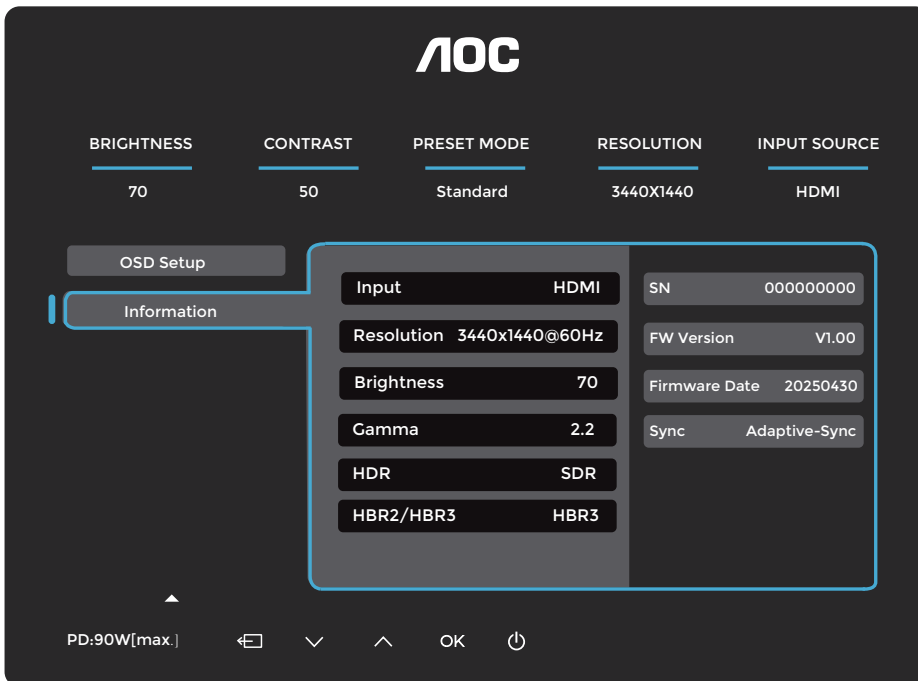 AOC
BRIGHTNESS CONTRAST PRESET MODE RESOLUTION INPUT SOURCE
70 50 Standard 3440X1440 HDMI
OSD Setup
Information
Input HDMI
Resolution 3440x1440@60Hz
Brightness 70
Gamma 2.2
HDR SDR
HBR2/HBR3 HBR3
SN 000000000
FW Version V1.00
Firmware Date 20250430
Sync Adaptive-Sync
PD:90W[max.] OK